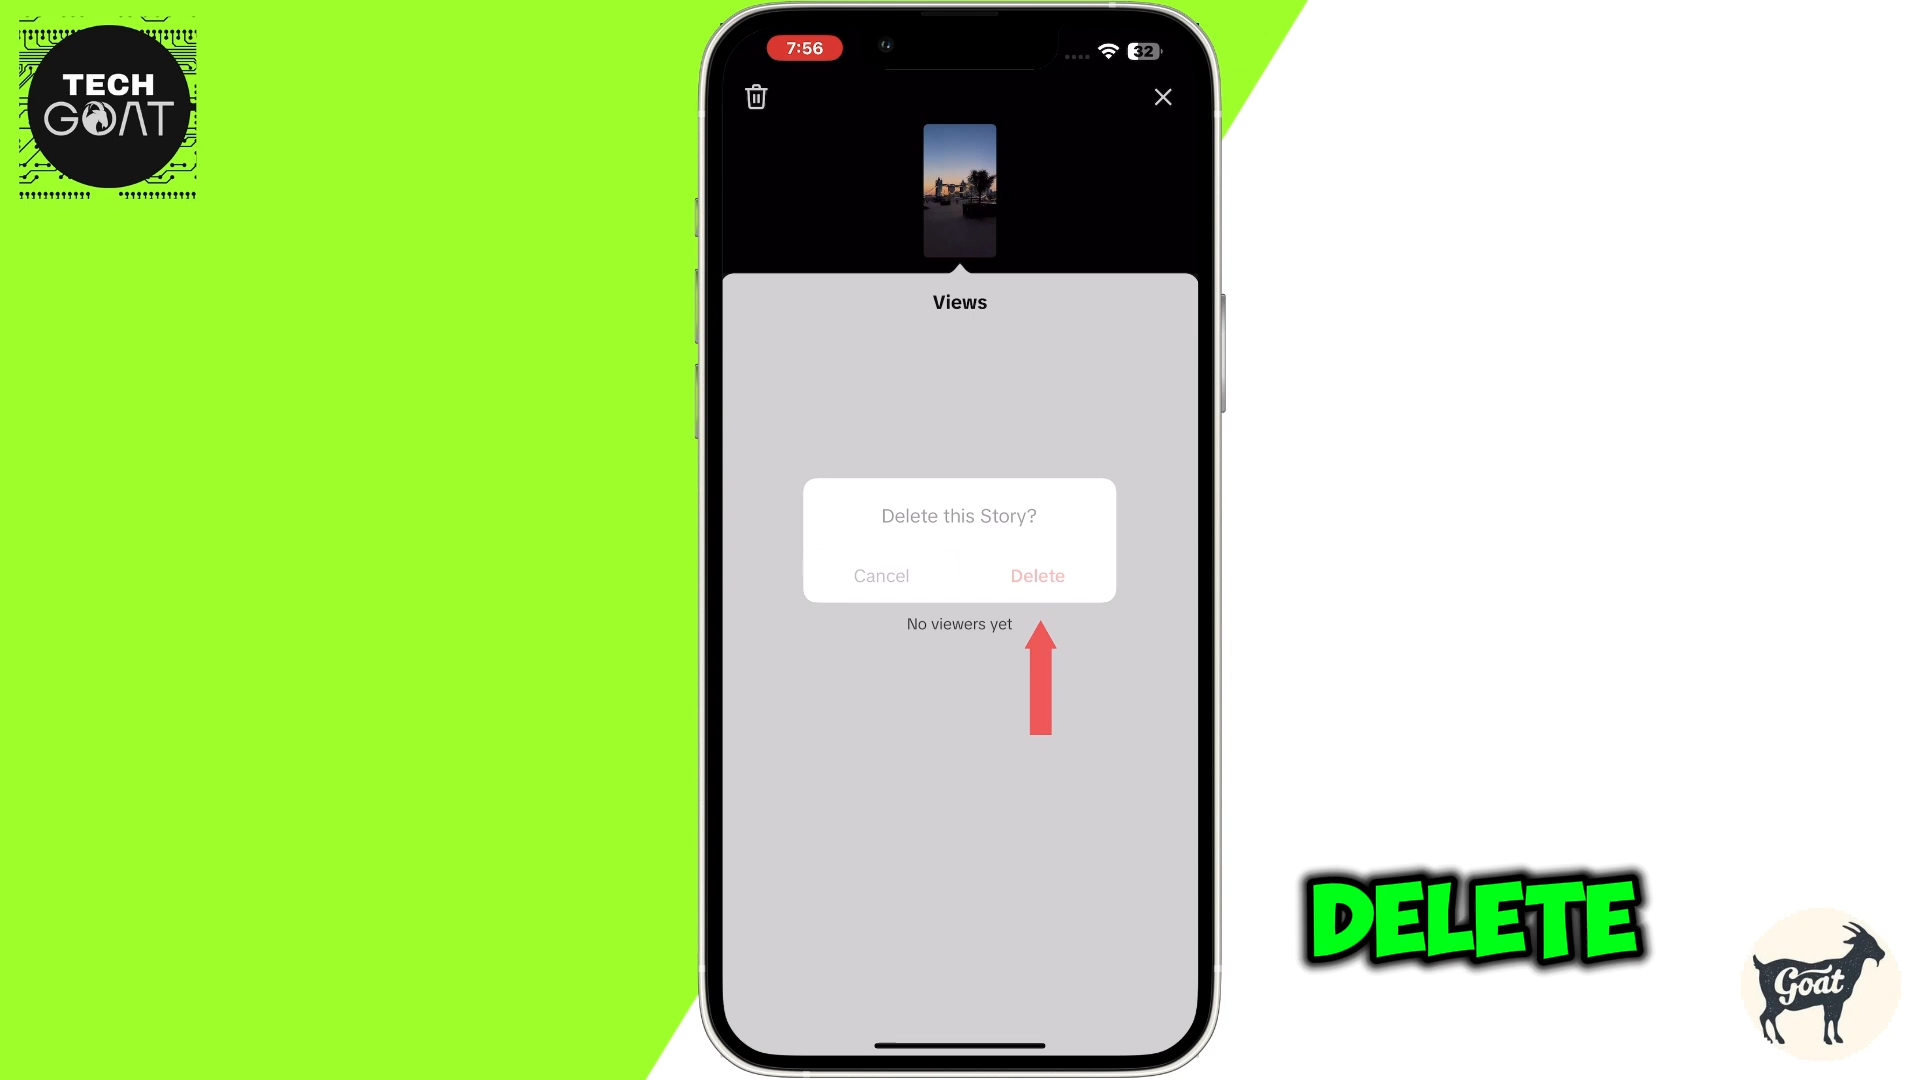 TECH
GOAT
7:56
32
Views
Delete this Story?
Cancel
Delete
No viewers yet
DELETE
Goat